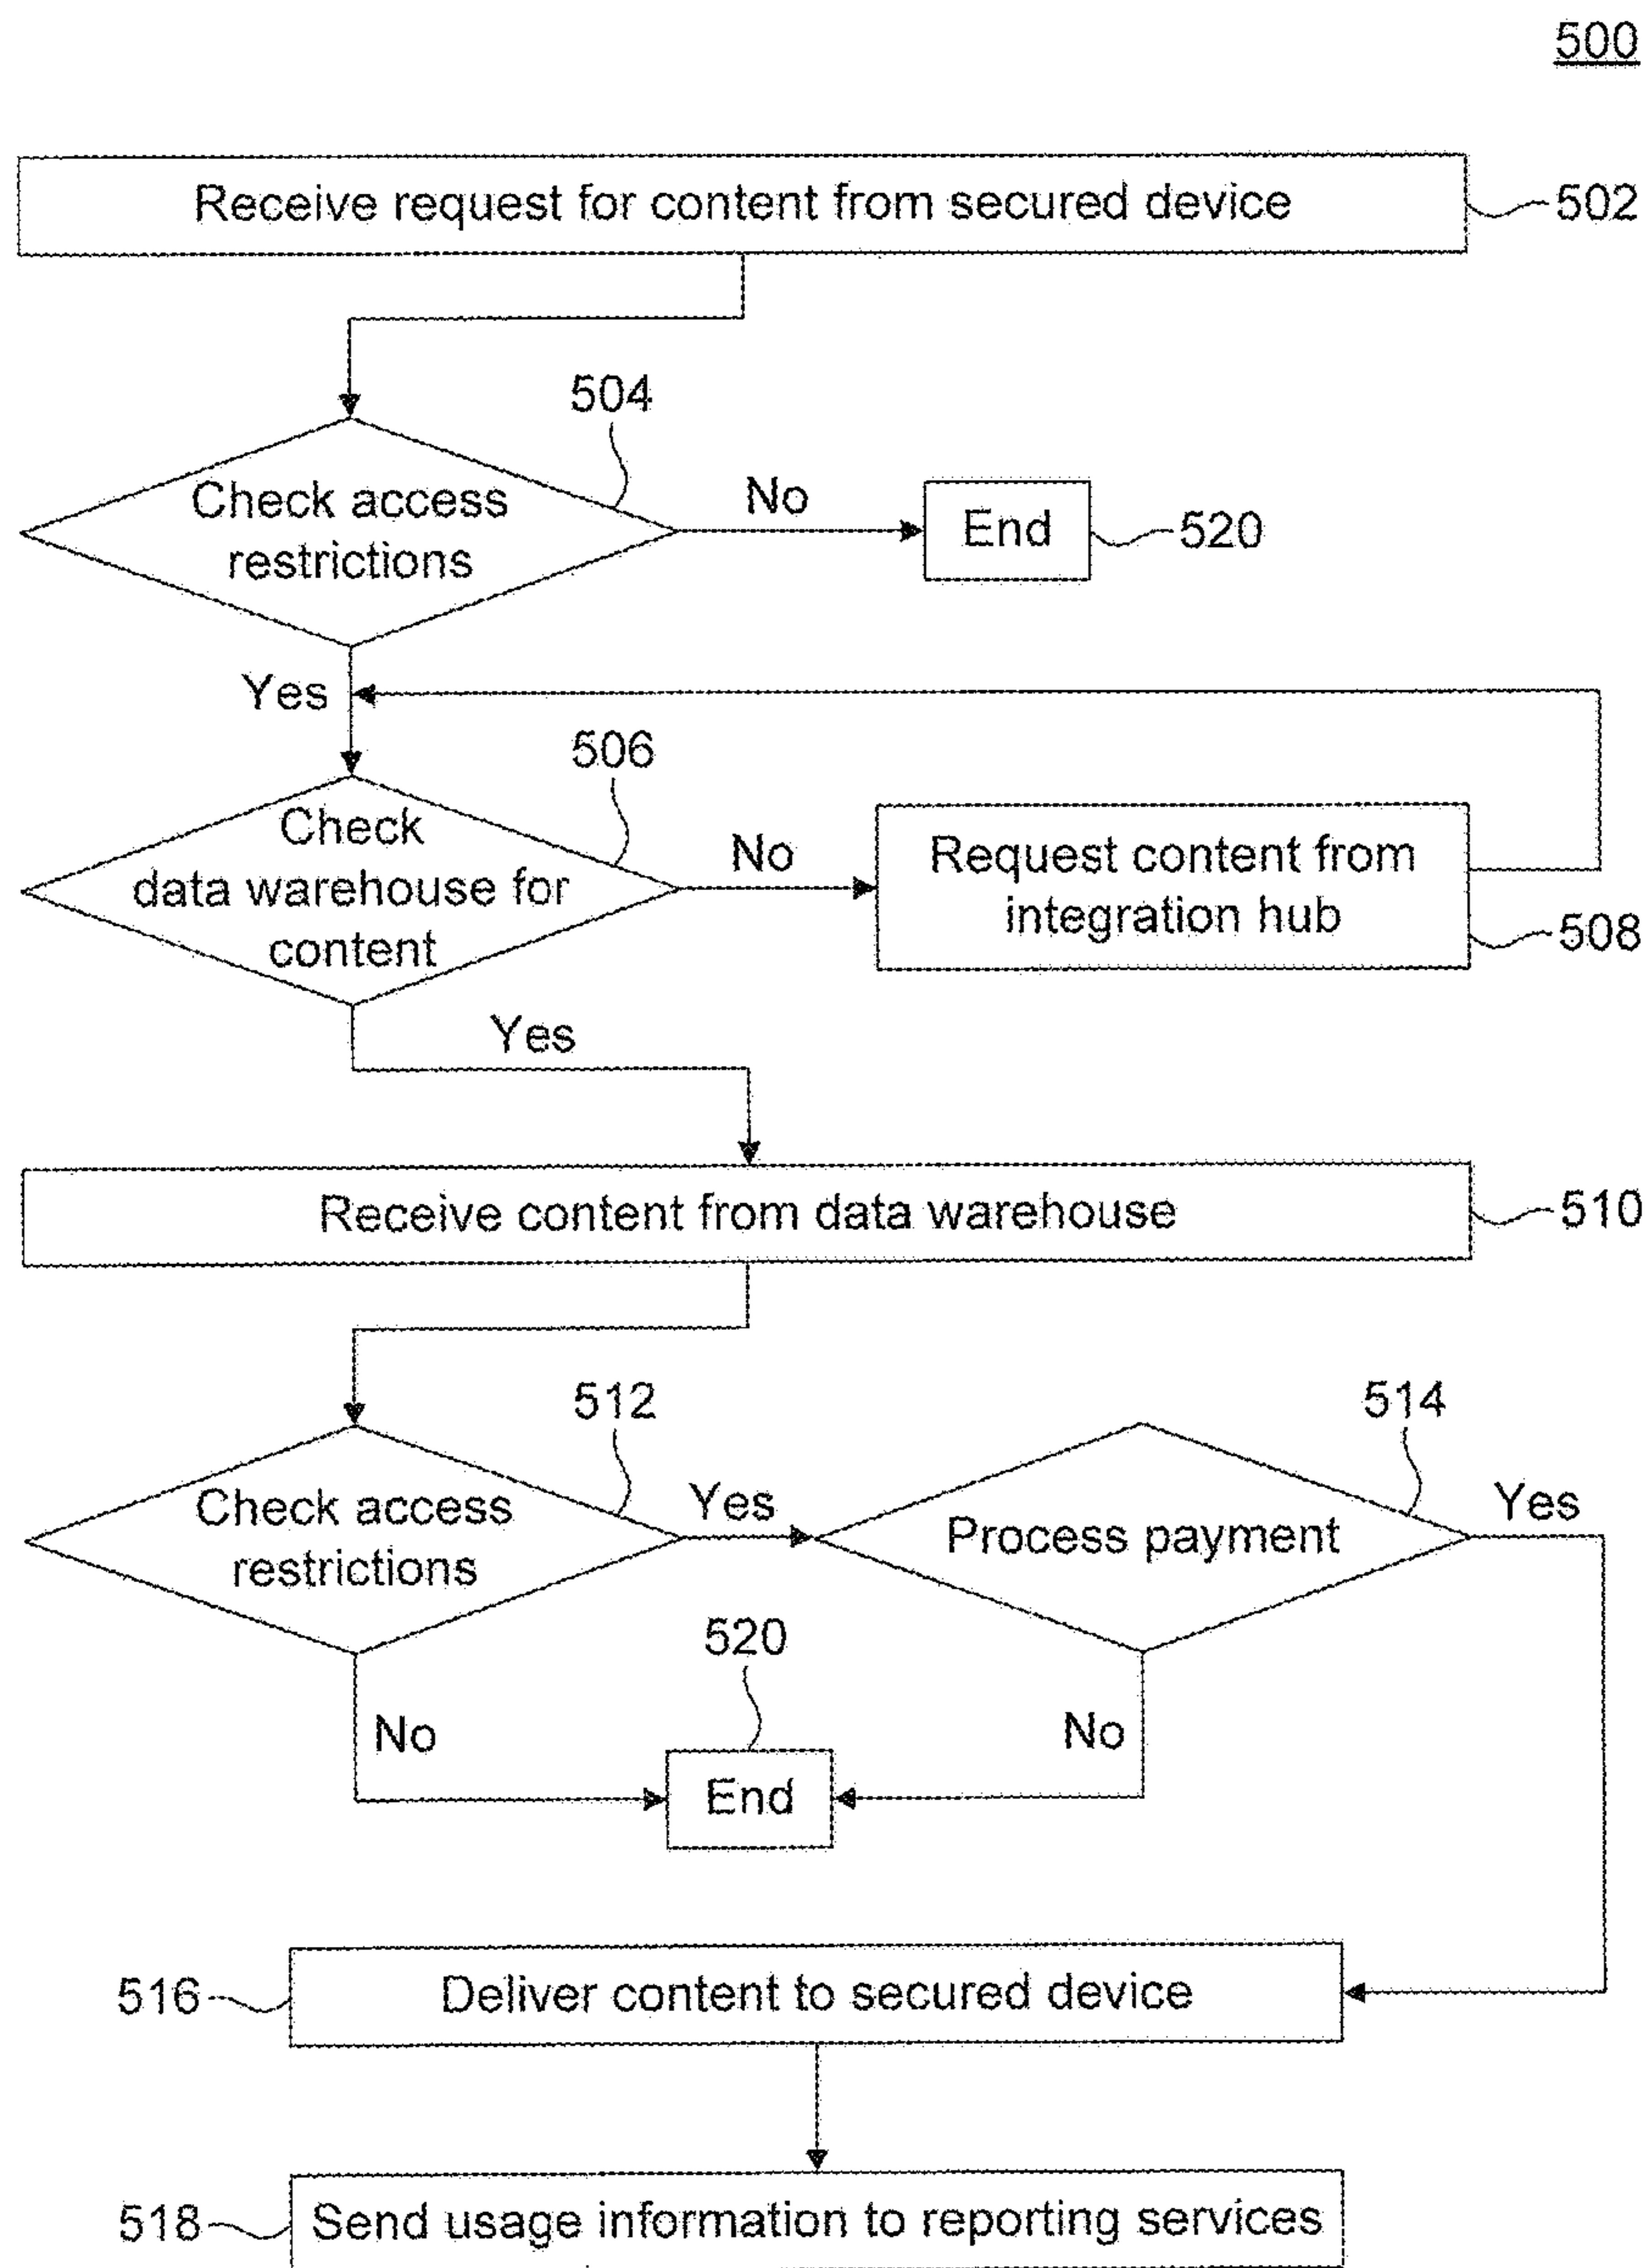 500
Receive request for content from secured device
502
504
Check access
restrictions
No
End
520
Yes
506
Check
data warehouse for
content
No
Request content from
integration hub
508
Yes
Receive content from data warehouse
510
512
514
Check access
restrictions
Yes
Process payment
Yes
520
No
End
No
516
Deliver content to secured device
518
Send usage information to reporting services